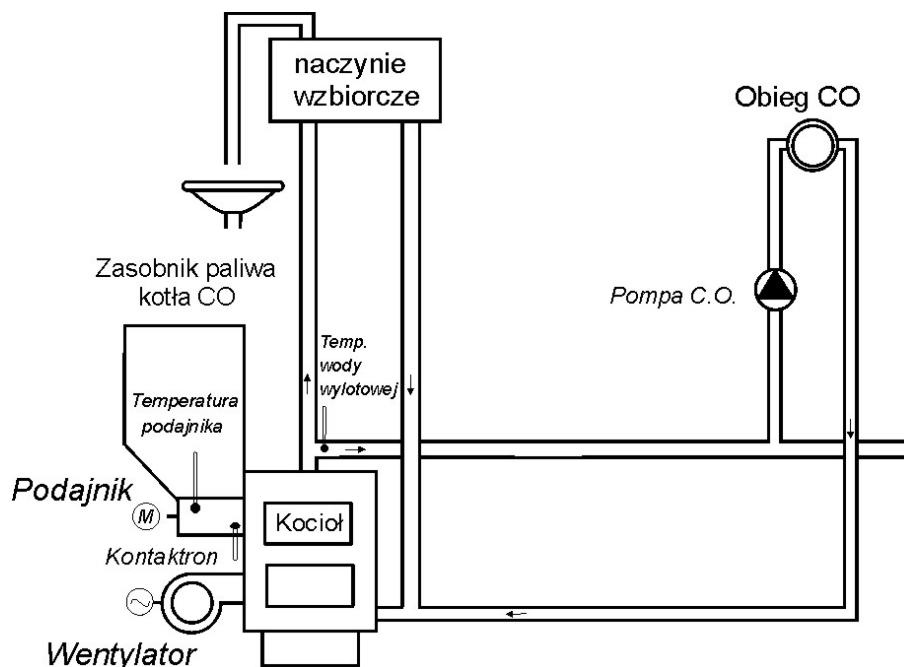 naczynie
wzbiorcze
Obieg CO
Zasobnik paliwa
kotła CO
Pompa C.O.
Temp.
wody
wylotowej
Temperatura
podajnika
Podajnik
M
Kocioł
Kontaktron
Wentylator